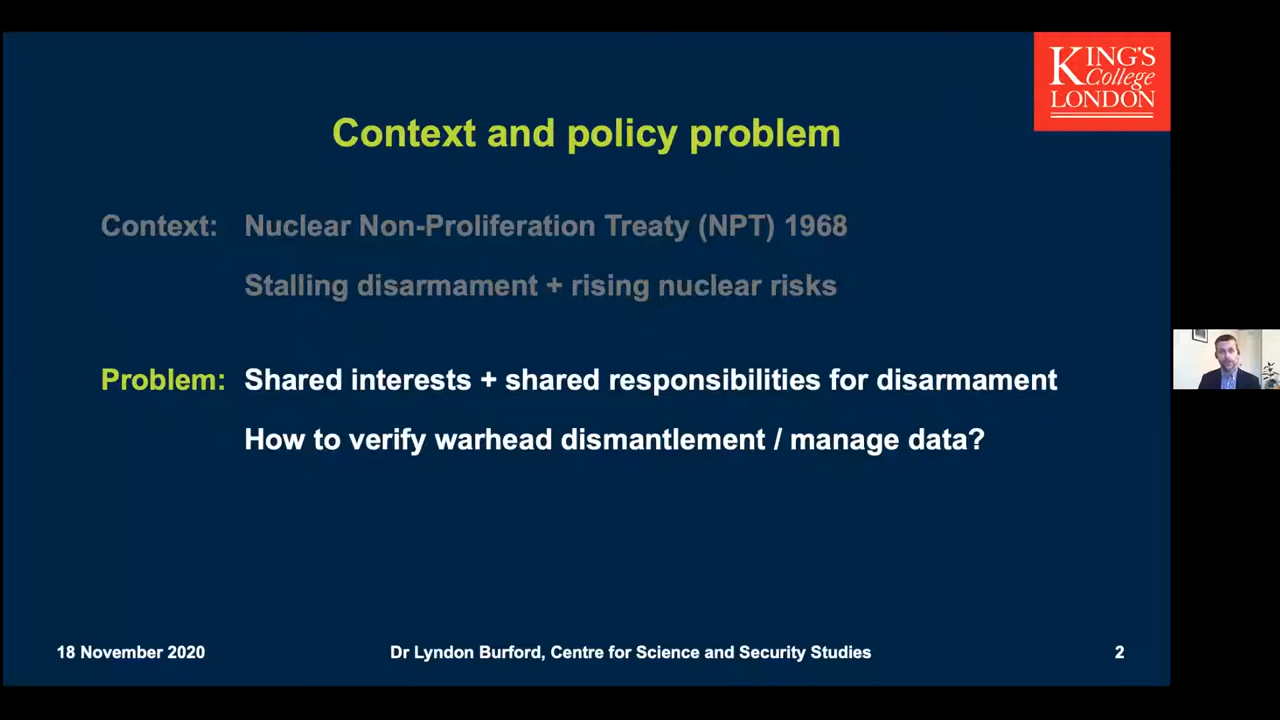 KING'S
College
LONDON
Context and policy problem
Context: Nuclear Non-Proliferation Treaty (NPT) 1968
Stalling disarmament + rising nuclear risks
Problem: Shared interests + shared responsibilities for disarmament
How to verify warhead dismantlement / manage data?
18 November 2020 Dr Lyndon Burford, Centre for Science and Security Studies 2